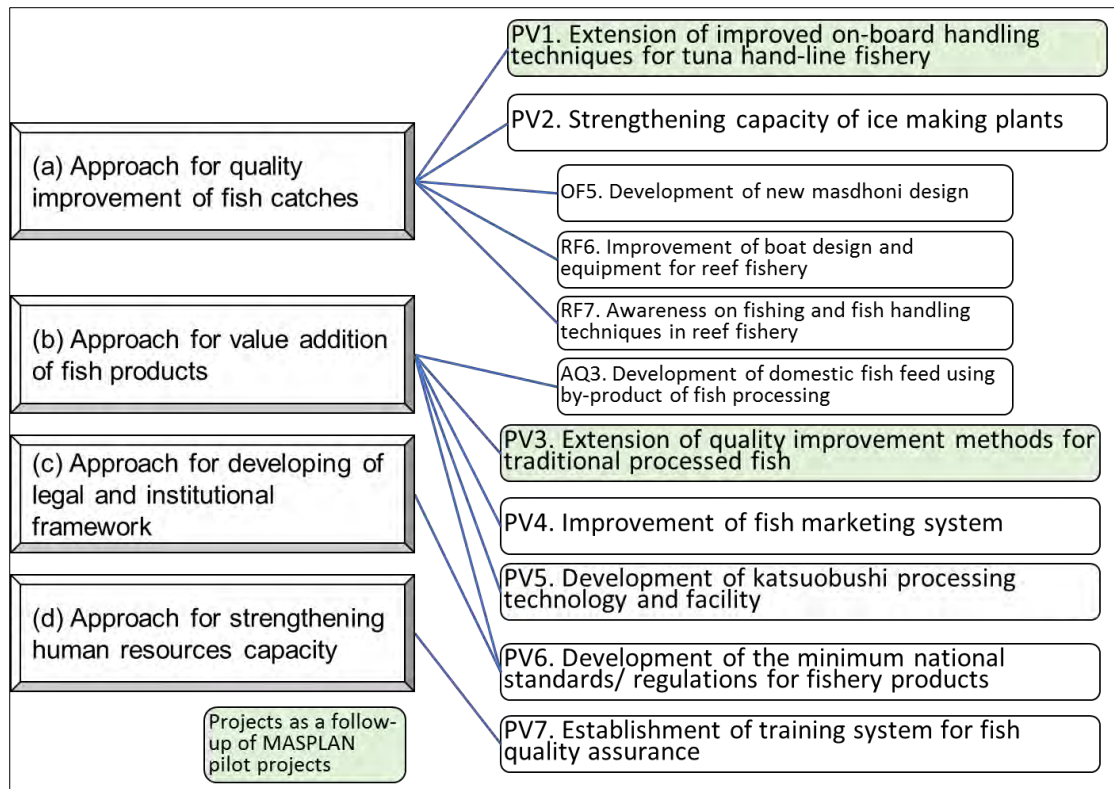 (a) Approach for quality
improvement of fish catches
(b) Approach for value addition
of fish products
(c) Approach for developing of
legal and institutional
framework
(d) Approach for strengthening
human resources capacity
Projects as a follow-
up of MASPLAN
pilot projects
PV1. Extension of improved on-board handling
techniques for tuna hand-line fishery
PV2. Strengthening capacity of ice making plants
OF5. Development of new masdhoni design
RF6. Improvement of boat design and
equipment for reef fishery
RF7. Awareness on fishing and fish handling
techniques in reef fishery
AQ3. Development of domestic fish feed using
by-product of fish processing
PV3. Extension of quality improvement methods for
traditional processed fish
PV4. Improvement of fish marketing system
PV5. Development of katsuobushi processing
technology and facility
PV6. Development of the minimum national
standards/ regulations for fishery products
PV7. Establishment of training system for fish
quality assurance